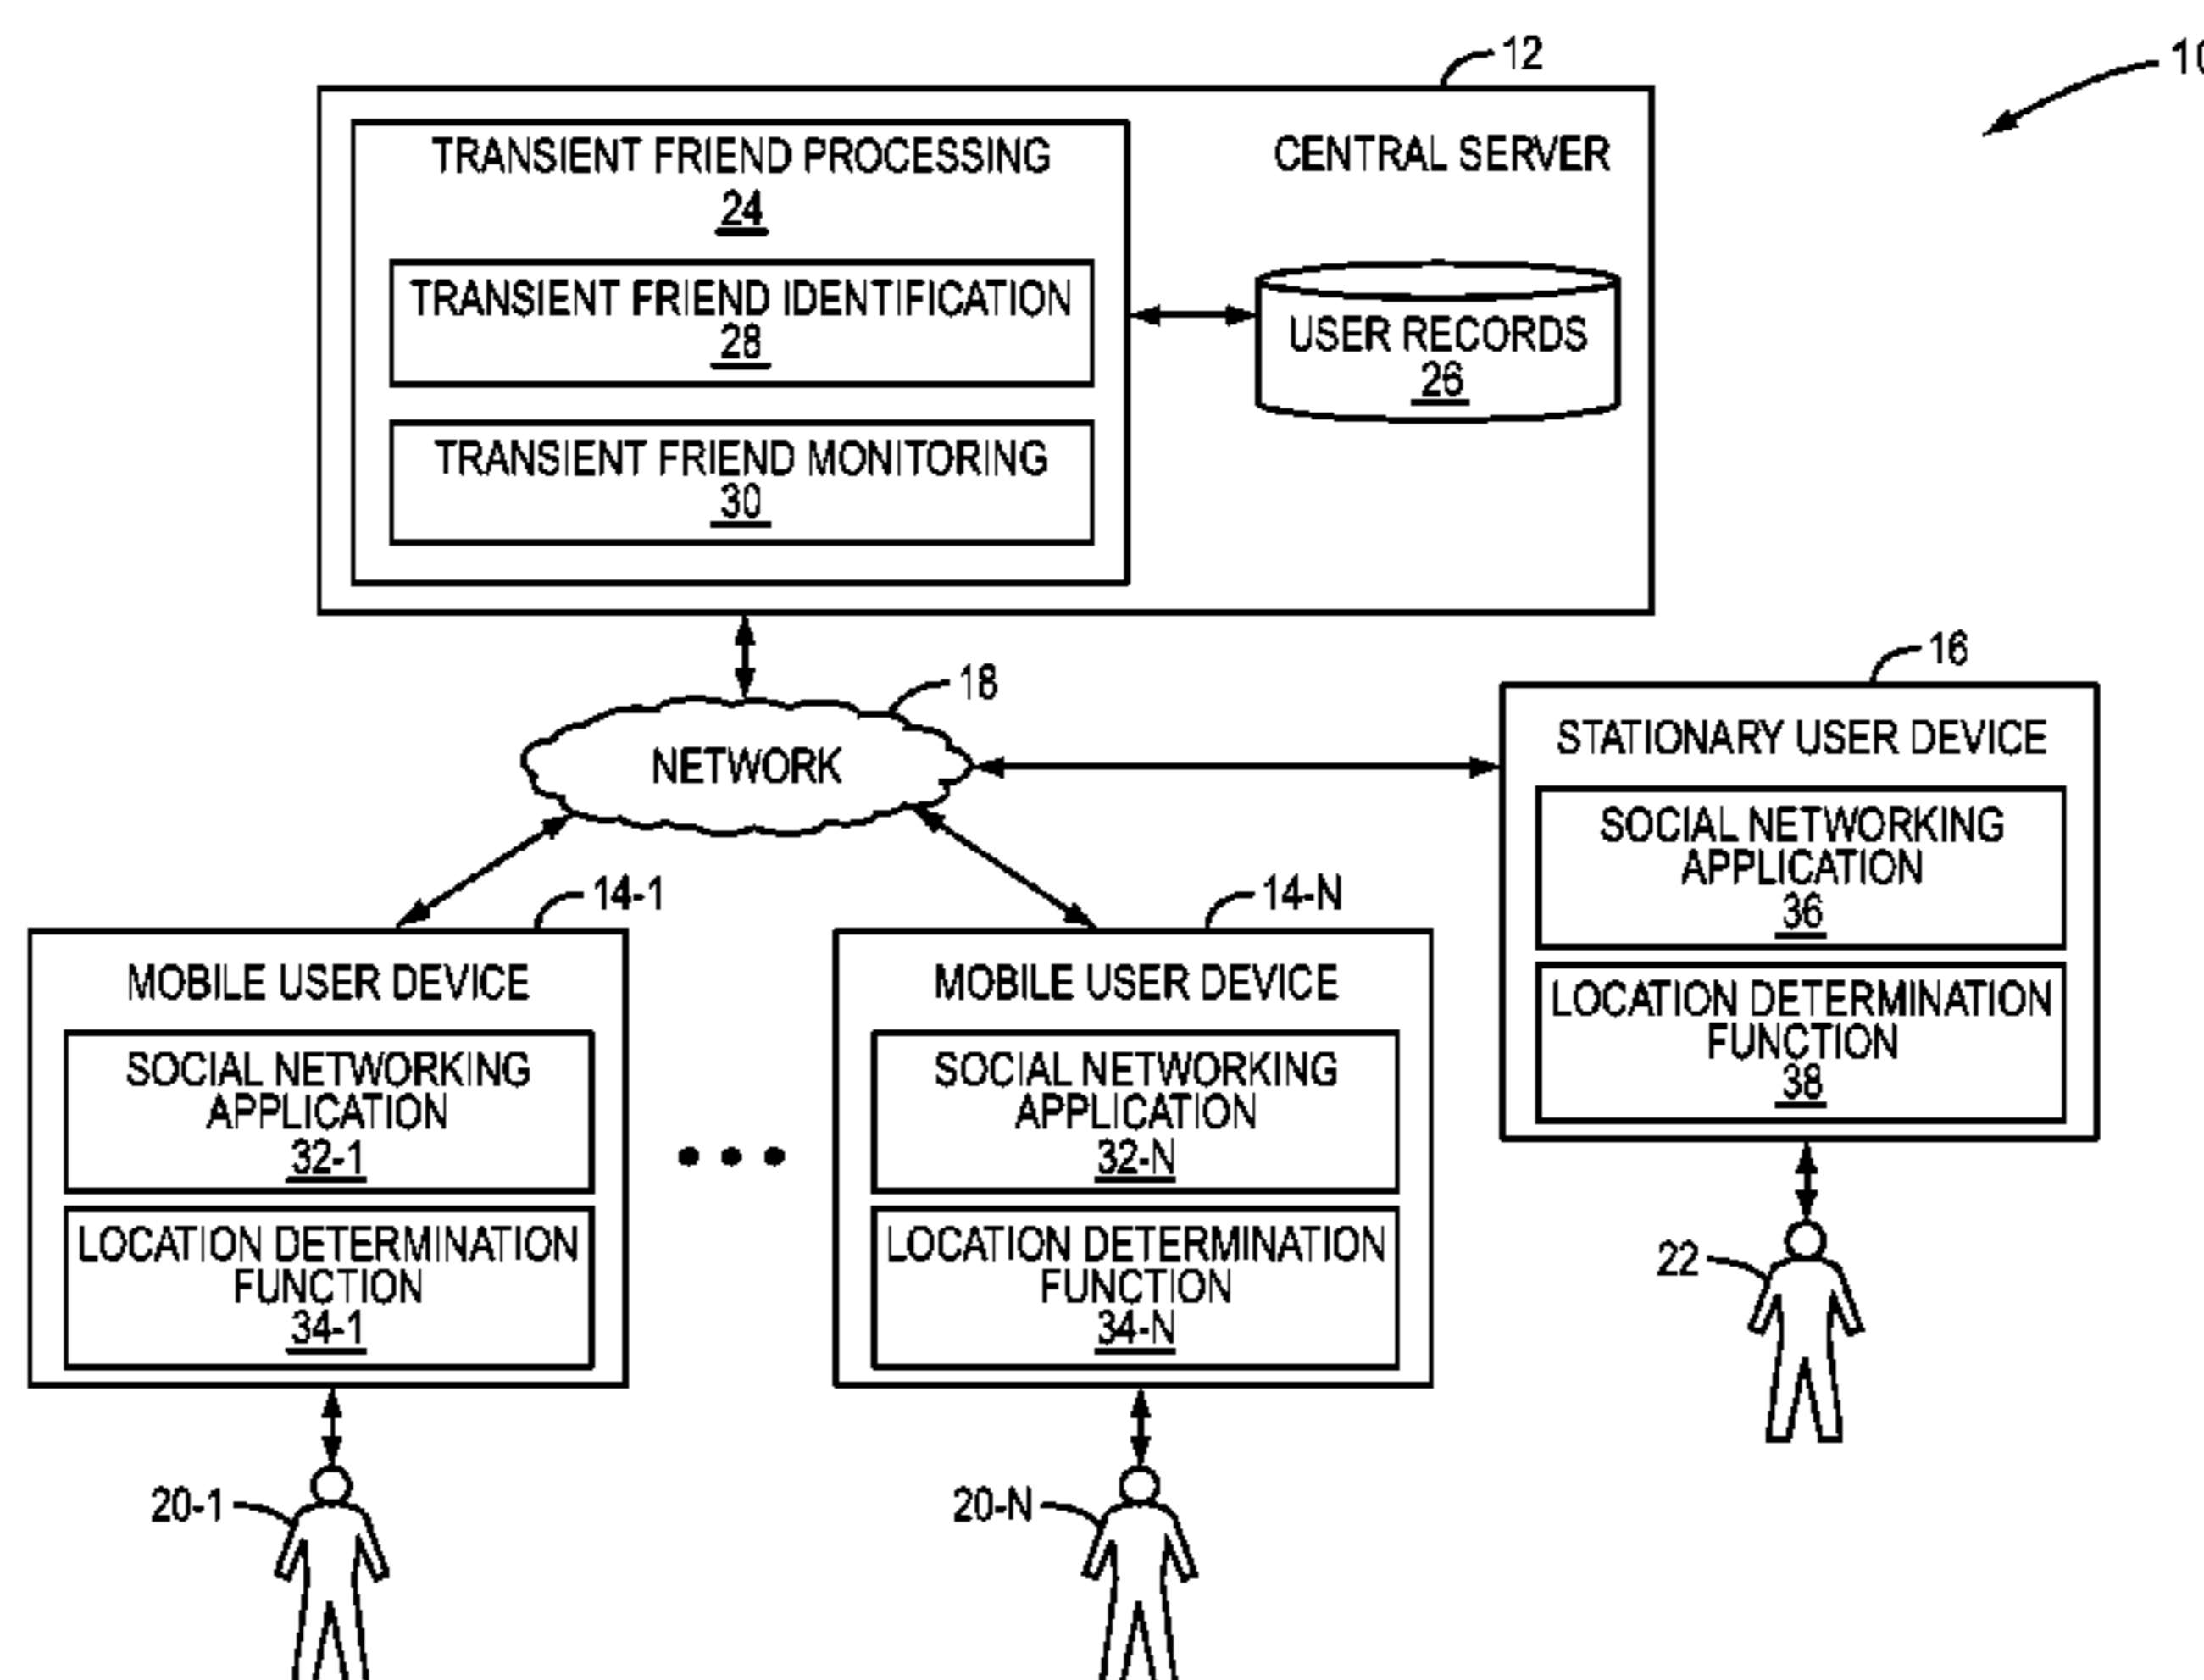 12
10
TRANSIENT FRIEND PROCESSING
24
CENTRAL SERVER
TRANSIENT FRIEND IDENTIFICATION
28
USER RECORDS
26
TRANSIENT FRIEND MONITORING
30
18
NETWORK
16
STATIONARY USER DEVICE
SOCIAL NETWORKING
APPLICATION
36
LOCATION DETERMINATION
FUNCTION
38
22
14-1
MOBILE USER DEVICE
SOCIAL NETWORKING
APPLICATION
32-1
LOCATION DETERMINATION
FUNCTION
34-1
20-1
14-N
MOBILE USER DEVICE
SOCIAL NETWORKING
APPLICATION
32-N
LOCATION DETERMINATION
FUNCTION
34-N
20-N